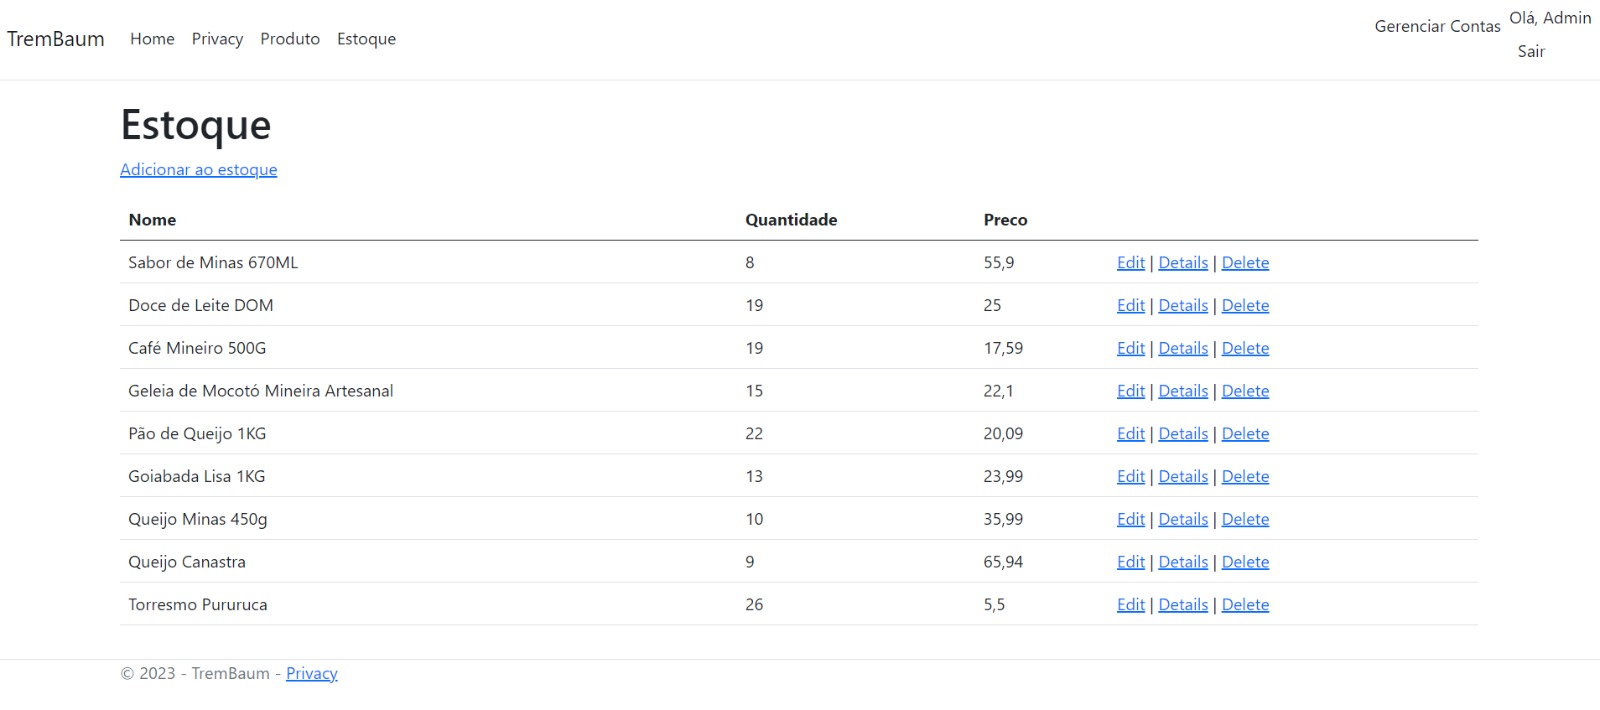 TremBaum Home Privacy Produto Estoque Gerenciar Contas Olá, Admin
Sair
Estoque
Adicionar ao estoque
Nome Quantidade Preco
Sabor de Minas 670ML 8 55,9 Edit | Details | Delete
Doce de Leite DOM 19 25 Edit | Details | Delete
Café Mineiro 500G 19 17,59 Edit | Details | Delete
Geleia de Mocotó Mineira Artesanal 15 22,1 Edit | Details | Delete
Pão de Queijo 1KG 22 20,09 Edit | Details | Delete
Goiabada Lisa 1KG 13 23,99 Edit | Details | Delete
Queijo Minas 450g 10 35,99 Edit | Details | Delete
Queijo Canastra 9 65,94 Edit | Details | Delete
Torresmo Pururuca 26 5,5 Edit | Details | Delete
© 2023 - TremBaum - Privacy